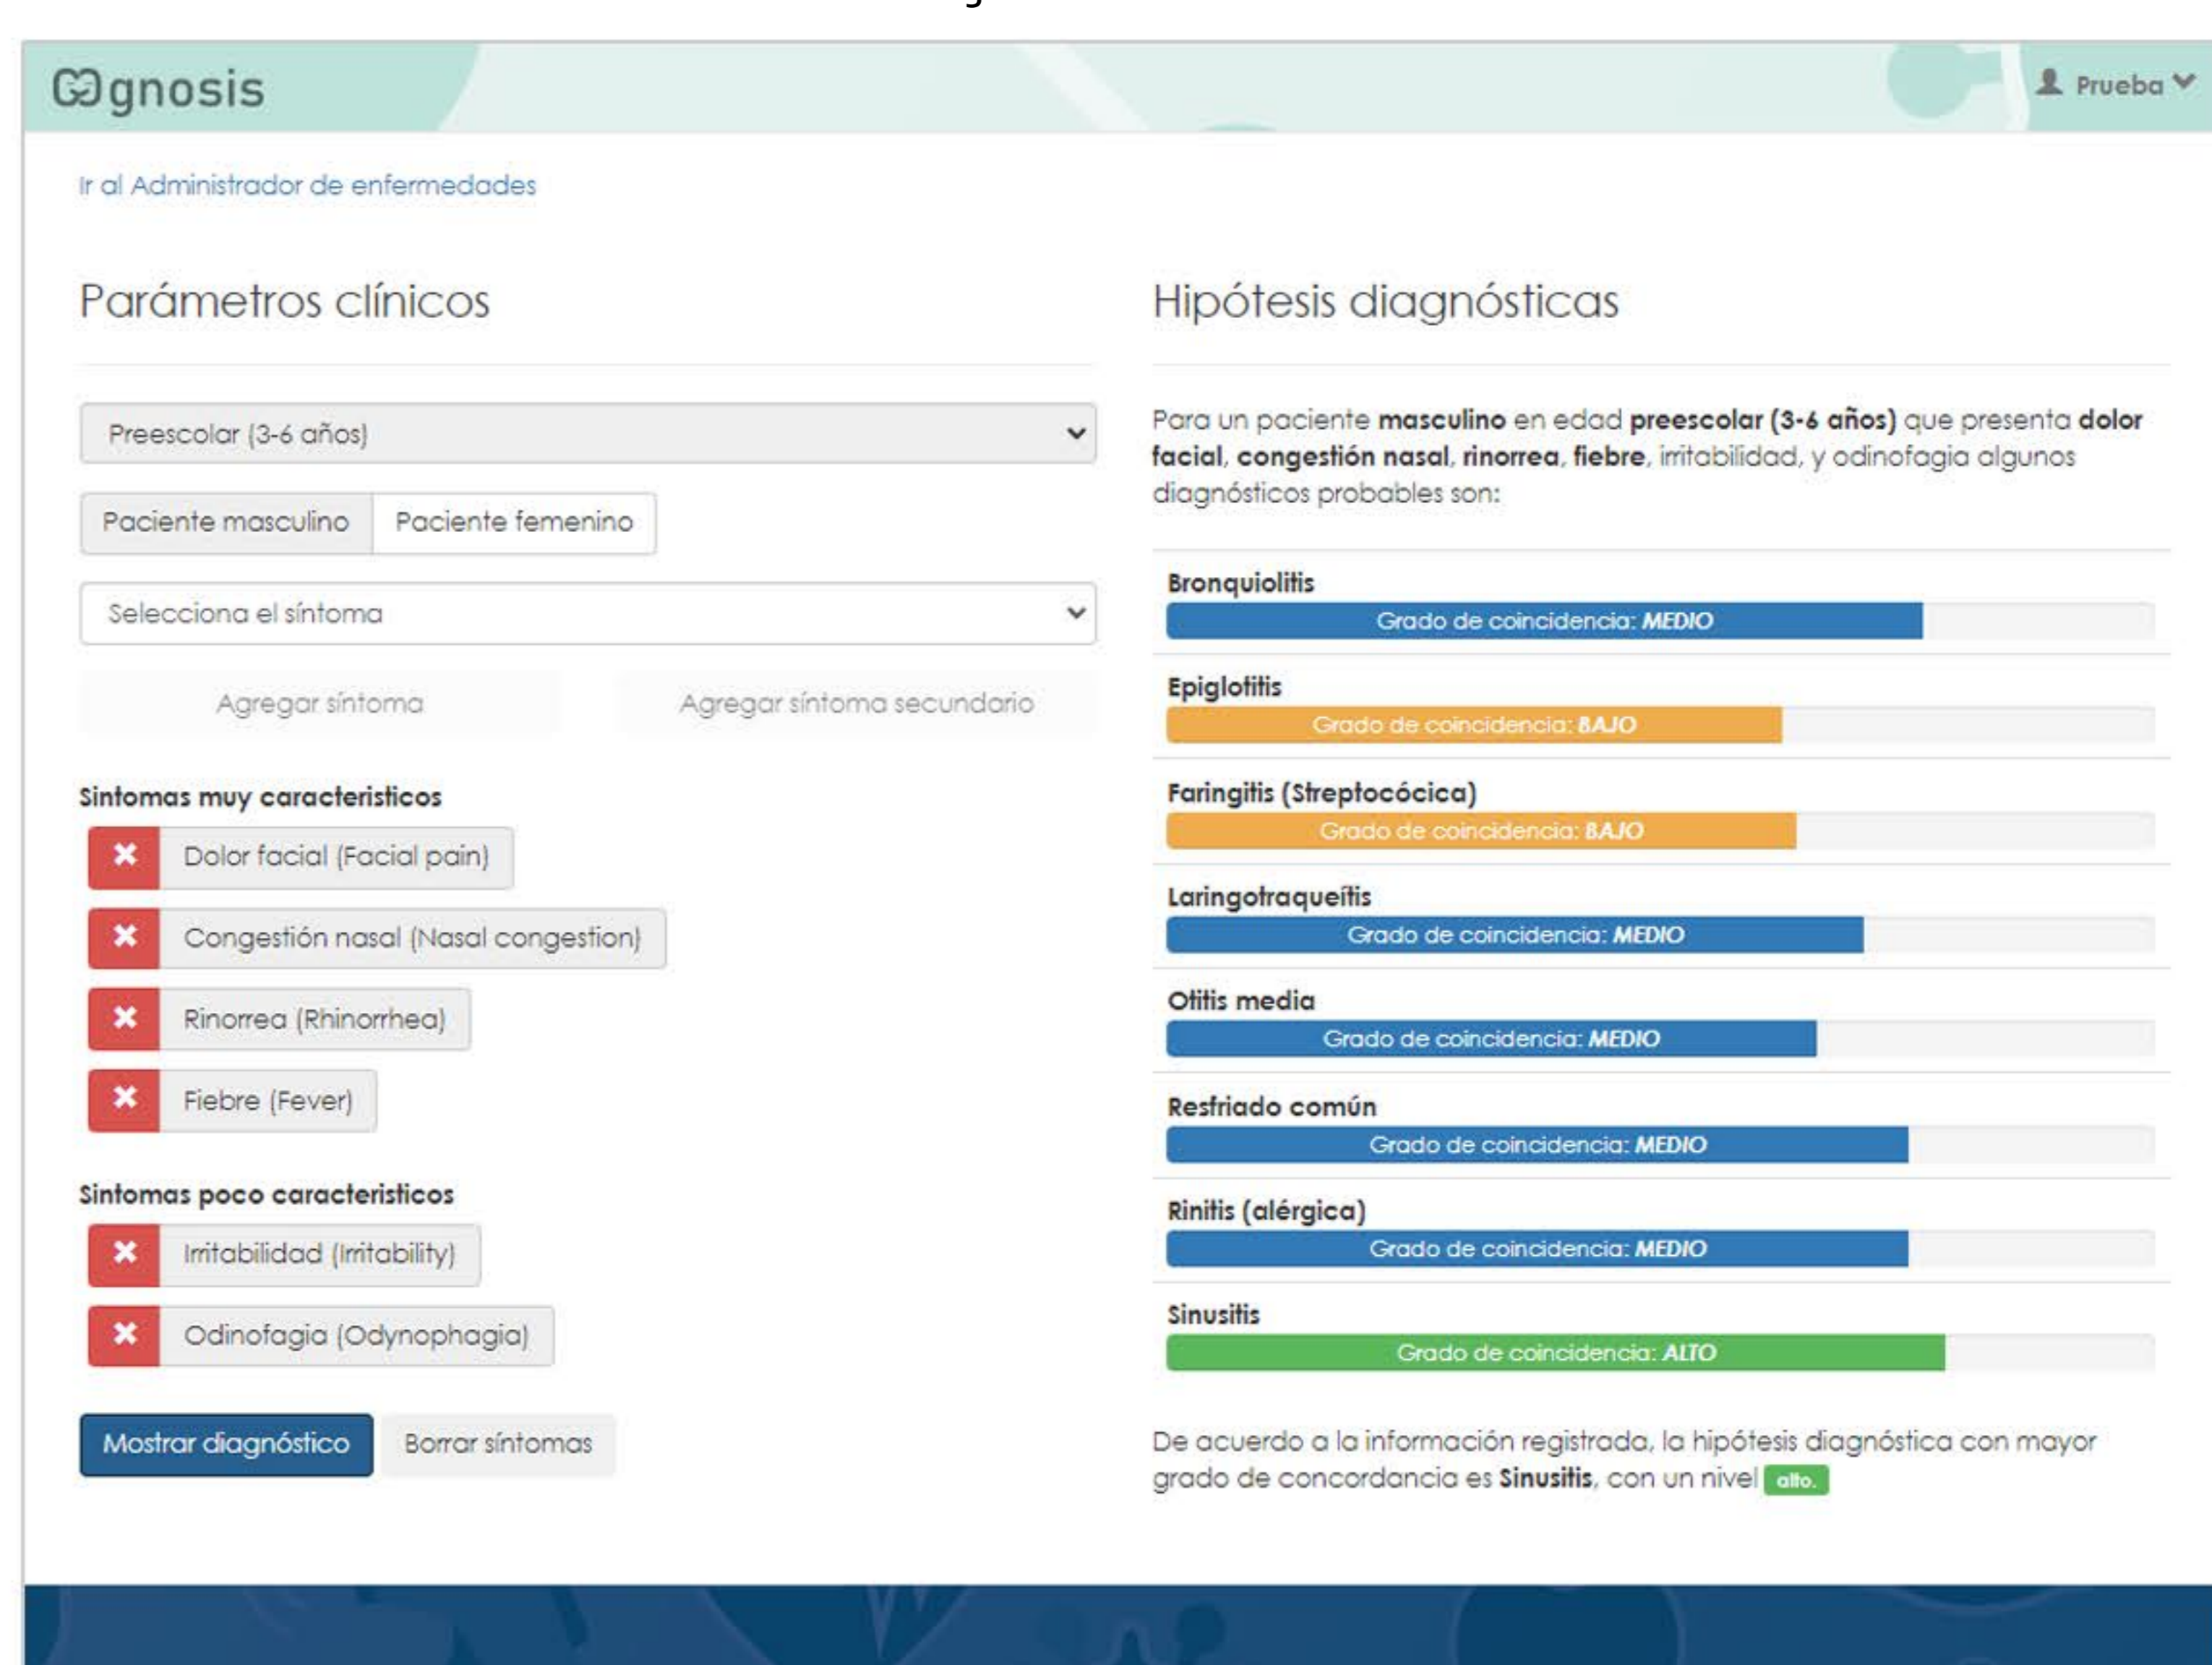 gnosis
Prueba
Ir al Administrador de enfermedades
Parámetros clínicos
Preescolar (3-6 años)
Paciente masculino
Paciente femenino
Selecciona el síntoma
Agregar síntoma
Agregar síntoma secundario
Sintomas muy caracteristicos
Dolor facial (Facial pain)
Congestión nasal (Nasal congestion)
Rinorrea (Rhinorrhea)
Fiebre (Fever)
Sintomas poco caracteristicos
Irritabilidad (Irritability)
Odinofagia (Odynophagia)
Mostrar diagnóstico
Borrar síntomas
Hipótesis diagnósticas
Para un paciente masculino en edad preescolar (3-6 años) que presenta dolor
facial, congestión nasal, rinorrea, fiebre, irritabilidad, y odinofagia algunos
diagnósticos probables son:
Bronquiolitis
Grado de coincidencia: MEDIO
Epiglotitis
Grado de coincidencia: BAJO
Faringitis (Streptocócica)
Grado de coincidencia: BAJO
Laringotraqueítis
Grado de coincidencia: MEDIO
Otitis media
Grado de coincidencia: MEDIO
Resfriado común
Grado de coincidencia: MEDIO
Rinitis (alérgica)
Grado de coincidencia: MEDIO
Sinusitis
Grado de coincidencia: ALTO
De acuerdo a la información registrada, la hipótesis diagnóstica con mayor
grado de concordancia es Sinusitis, con un nivel alto.